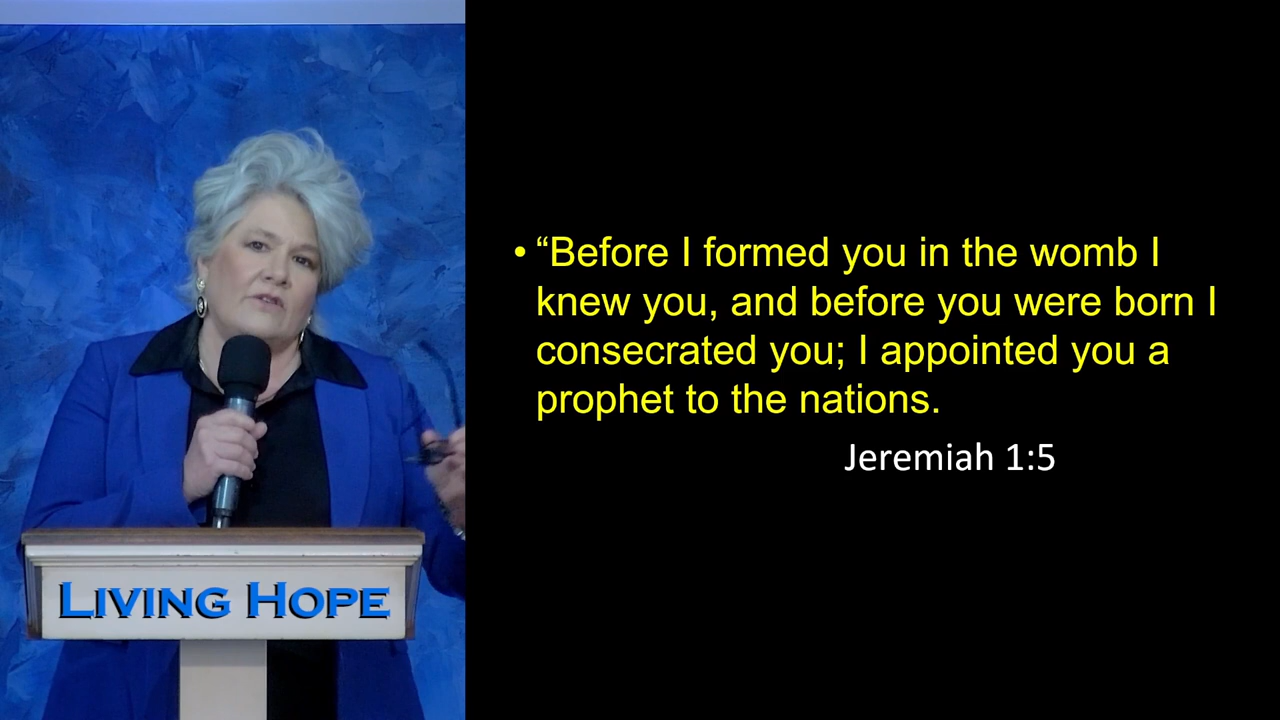 • “Before I formed you in the womb I
knew you, and before you were born I
consecrated you; I appointed you a
prophet to the nations.
Jeremiah 1:5
LIVING HOPE